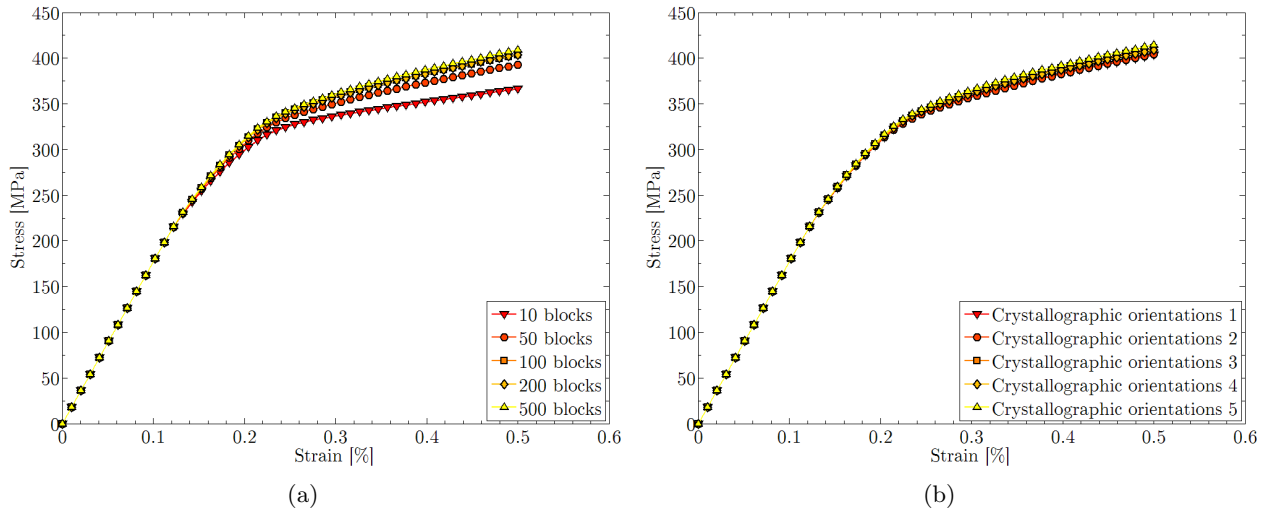 450
400
350
300
250
200
150
100
50
0
Stress [MPa]
0
0.1
0.2
0.3
0.4
0.5
0.6
Strain [%]
10 blocks
50 blocks
100 blocks
200 blocks
500 blocks
(a)
450
400
350
300
250
200
150
100
50
0
Stress [MPa]
0
0.1
0.2
0.3
0.4
0.5
0.6
Strain [%]
Crystallographic orientations 1
Crystallographic orientations 2
Crystallographic orientations 3
Crystallographic orientations 4
Crystallographic orientations 5
(b)